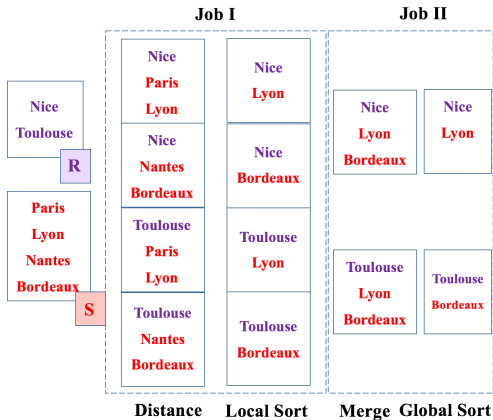 Job I
Job II
Nice
Toulouse
R
Paris
Lyon
Nantes
Bordeaux
S
Nice
Paris
Lyon
Nice
Nantes
Bordeaux
Toulouse
Paris
Lyon
Toulouse
Nantes
Bordeaux
Nice
Lyon
Nice
Bordeaux
Toulouse
Lyon
Toulouse
Bordeaux
Nice
Lyon
Bordeaux
Toulouse
Lyon
Bordeaux
Nice
Lyon
Toulouse
Bordeaux
Distance
Local Sort
Merge
Global Sort